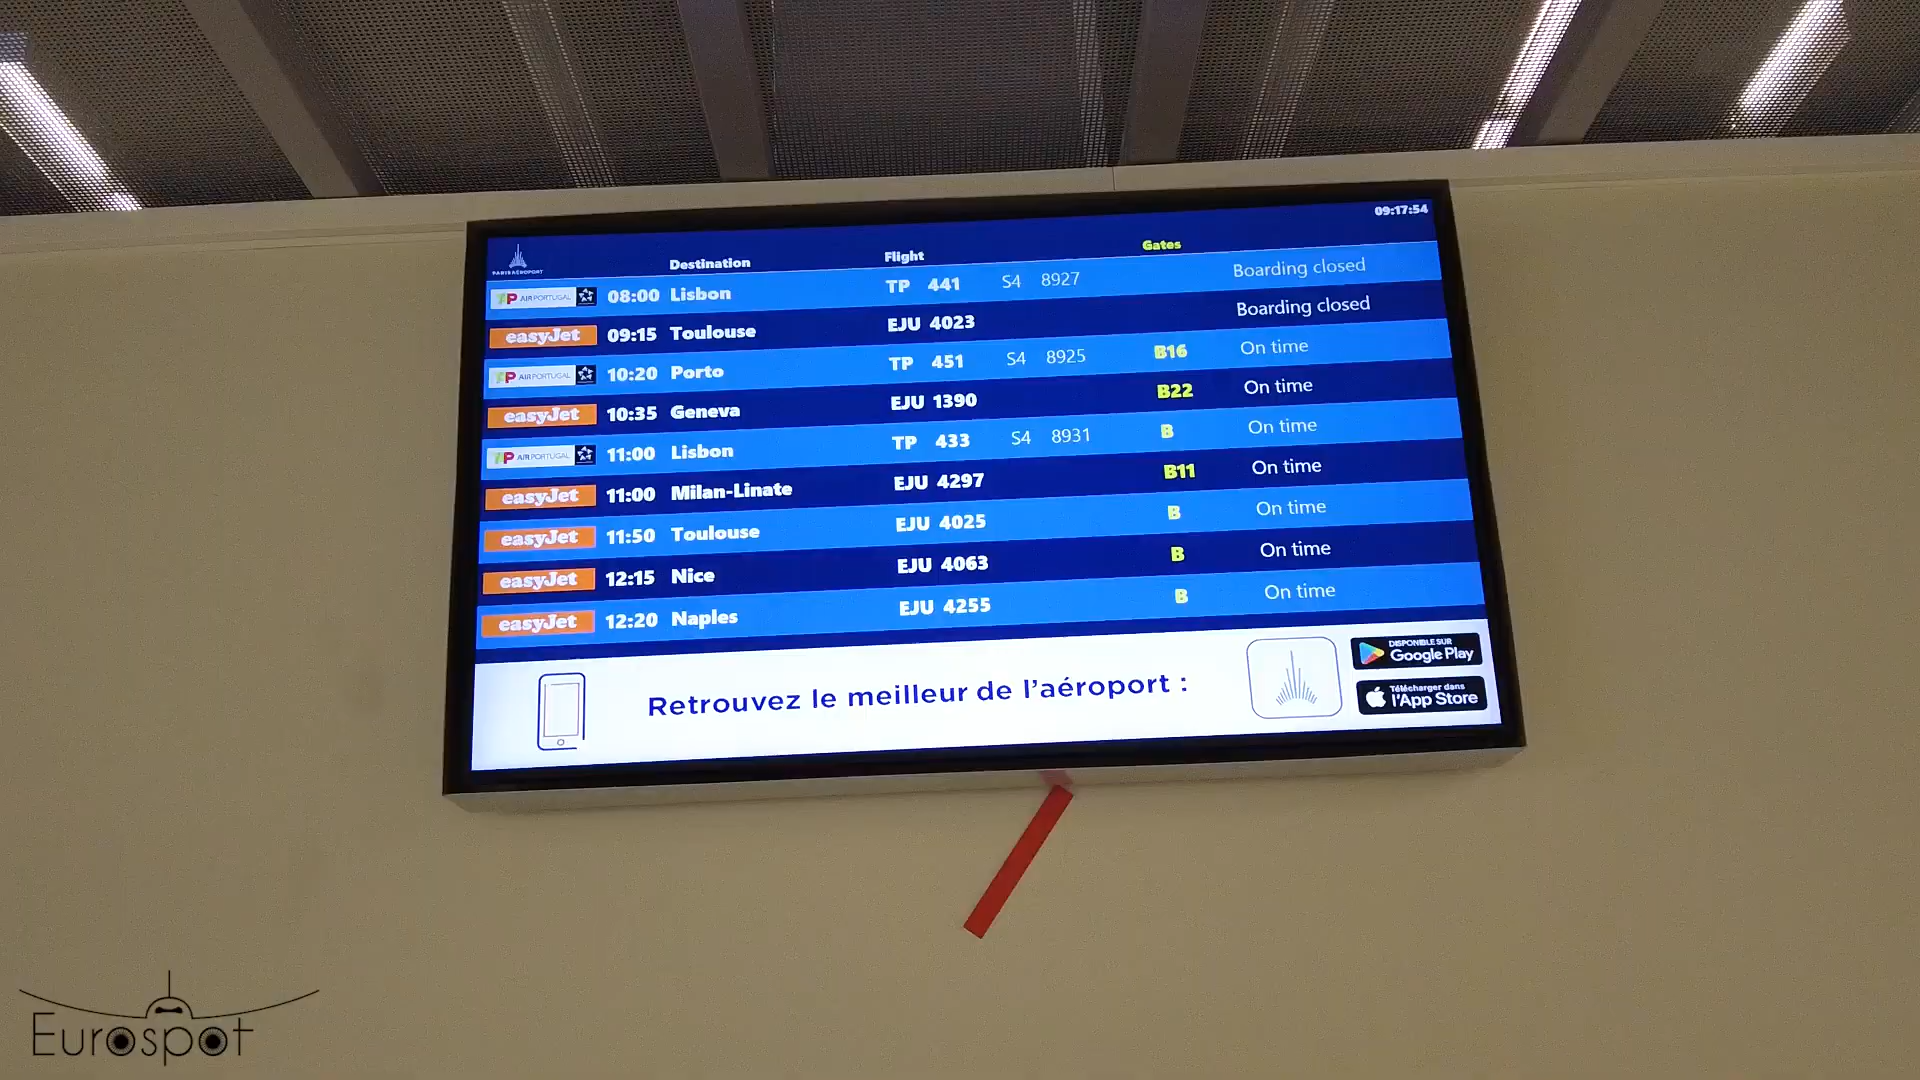 09:17:54
PARIS AÉROPORT Destination Flight Gates
TP AIR PORTUGAL 08:00 Lisbon TP 441 S4 8927 Boarding closed
easyJet 09:15 Toulouse EJU 4023 Boarding closed
TP AIR PORTUGAL 10:20 Porto TP 451 S4 8925 B16 On time
easyJet 10:35 Geneva EJU 1390 B22 On time
TP AIR PORTUGAL 11:00 Lisbon TP 433 S4 8931 B On time
easyJet 11:00 Milan-Linate EJU 4297 B11 On time
easyJet 11:50 Toulouse EJU 4025 B On time
easyJet 12:15 Nice EJU 4063 B On time
easyJet 12:20 Naples EJU 4255 B On time
Retrouvez le meilleur de l'aéroport :
DISPONIBLE SUR
Google Play
Télécharger dans
l'App Store
Eurospot